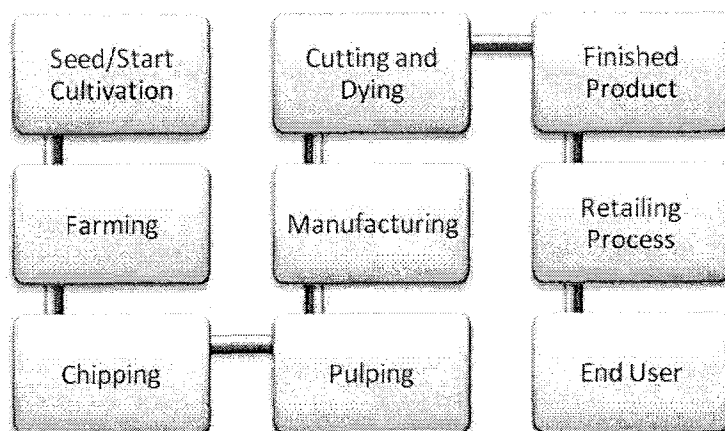 Seed/Start
Cultivation
Farming
Chipping
Pulping
Manufacturing
Cutting and
Dying
Finished
Product
Retailing
Process
End User